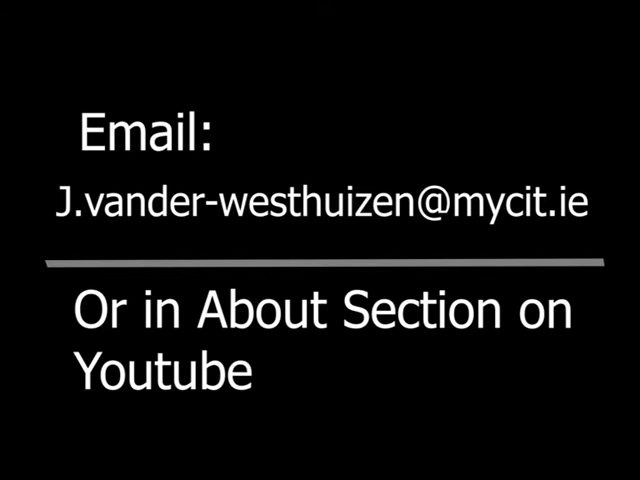 Email:
J.vander-westhuizen@mycit.ie
Or in About Section on
Youtube